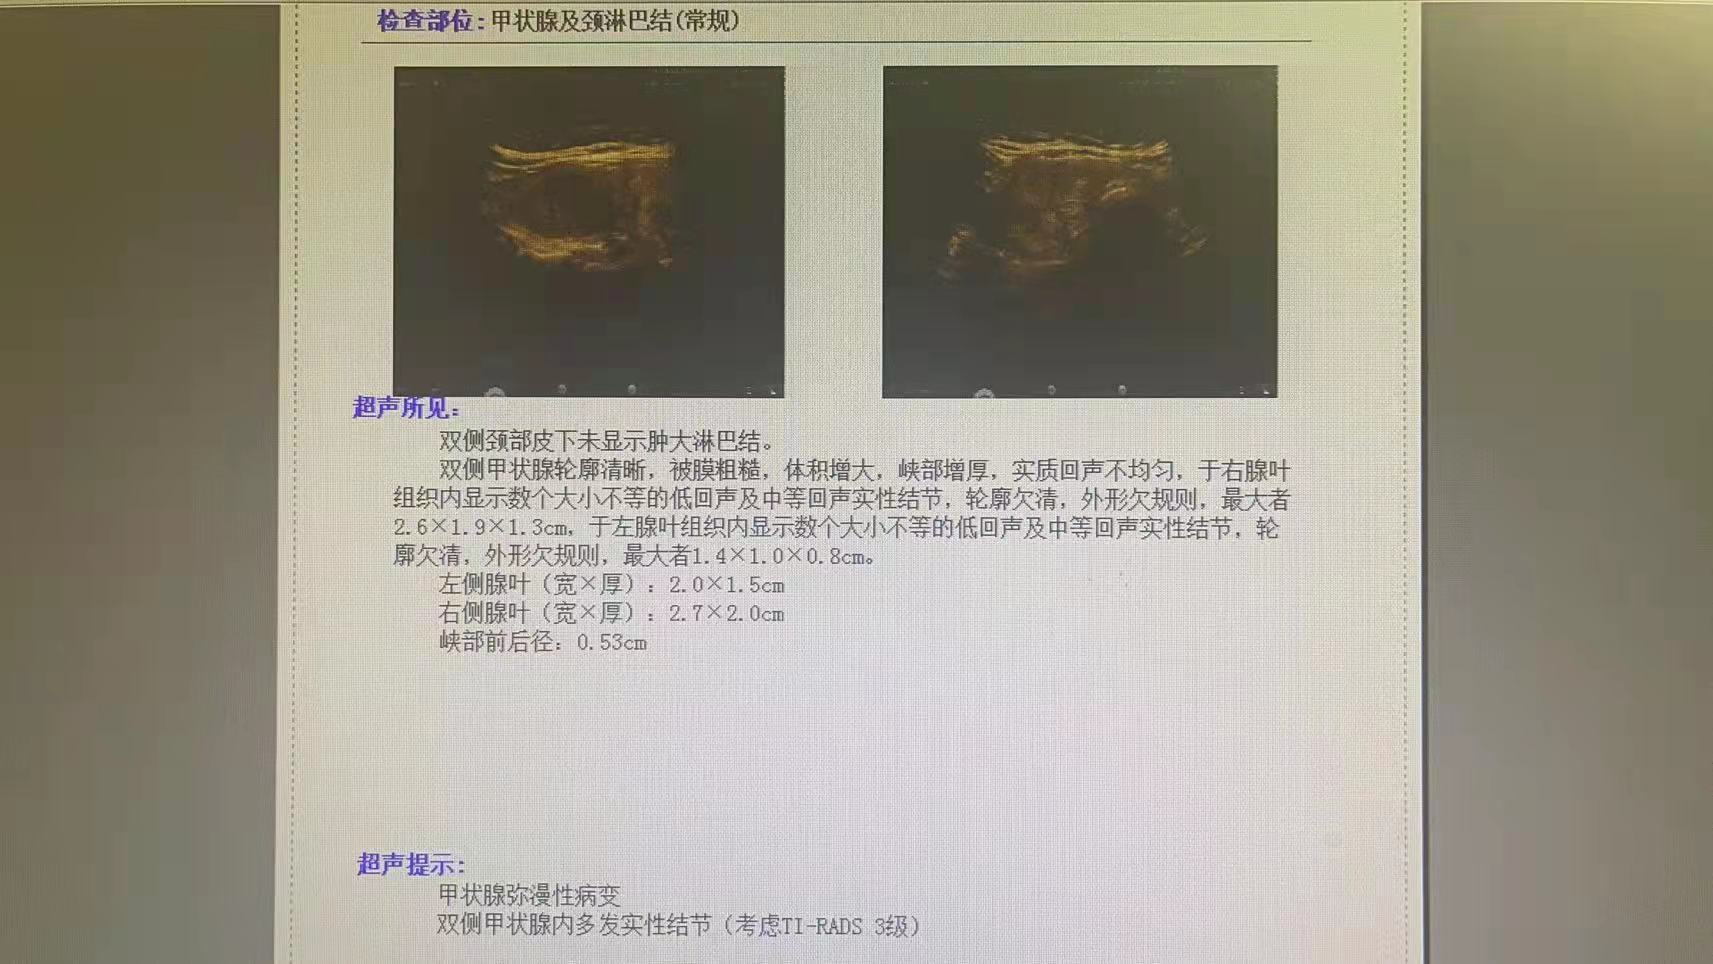 检查部位:甲状腺及颈淋巴结(常规)
超声所见:
双侧颈部皮下未显示肿大淋巴结。
双侧甲状腺轮廓清晰，被膜粗糙，体积增大，峡部增厚，实质回声不均匀，于右腺叶
组织内显示数个大小不等的低回声及中等回声实性结节，轮廓欠清，外形欠规则，最大者
2.6×1.9×1.3cm，于左腺叶组织内显示数个大小不等的低回声及中等回声实性结节，轮
廓欠清，外形欠规则，最大者1.4×1.0×0.8cm。
左侧腺叶（宽×厚）：2.0×1.5cm
右侧腺叶（宽×厚）：2.7×2.0cm
峡部前后径：0.53cm
超声提示:
甲状腺弥漫性病变
双侧甲状腺内多发实性结节（考虑TI-RADS 3级）